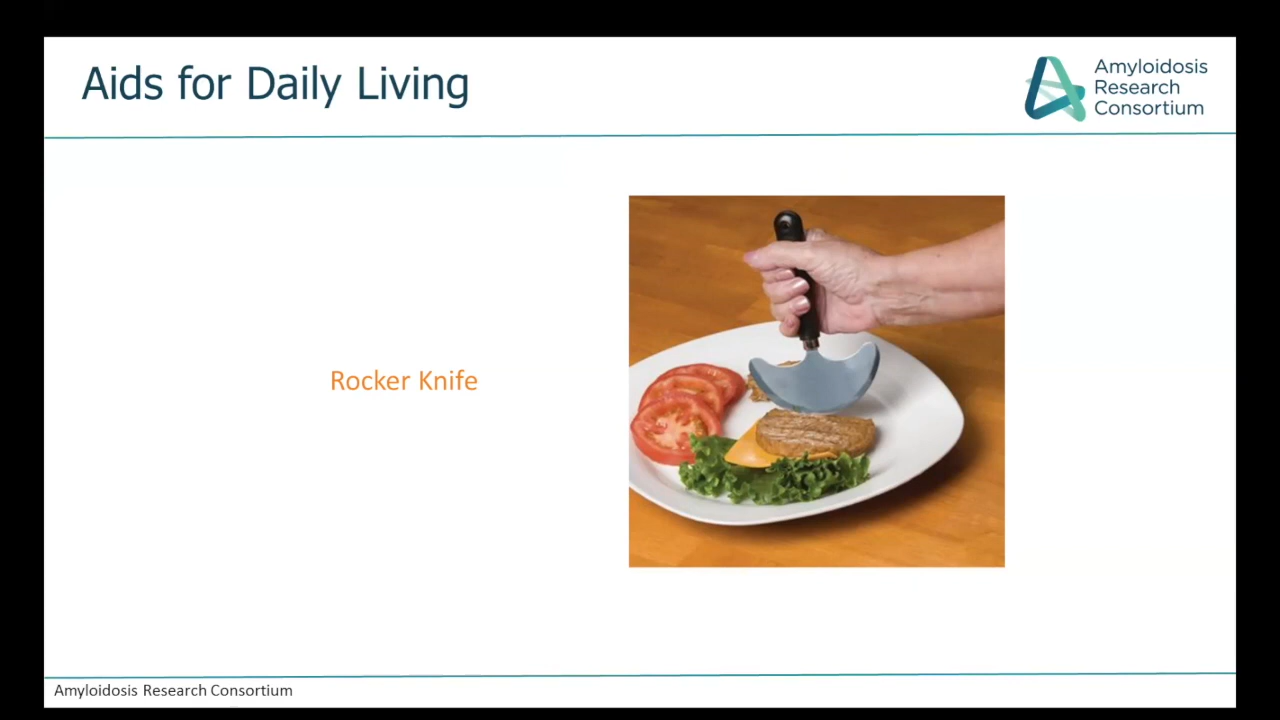 Aids for Daily Living
Amyloidosis
Research
Consortium
Rocker Knife
Amyloidosis Research Consortium